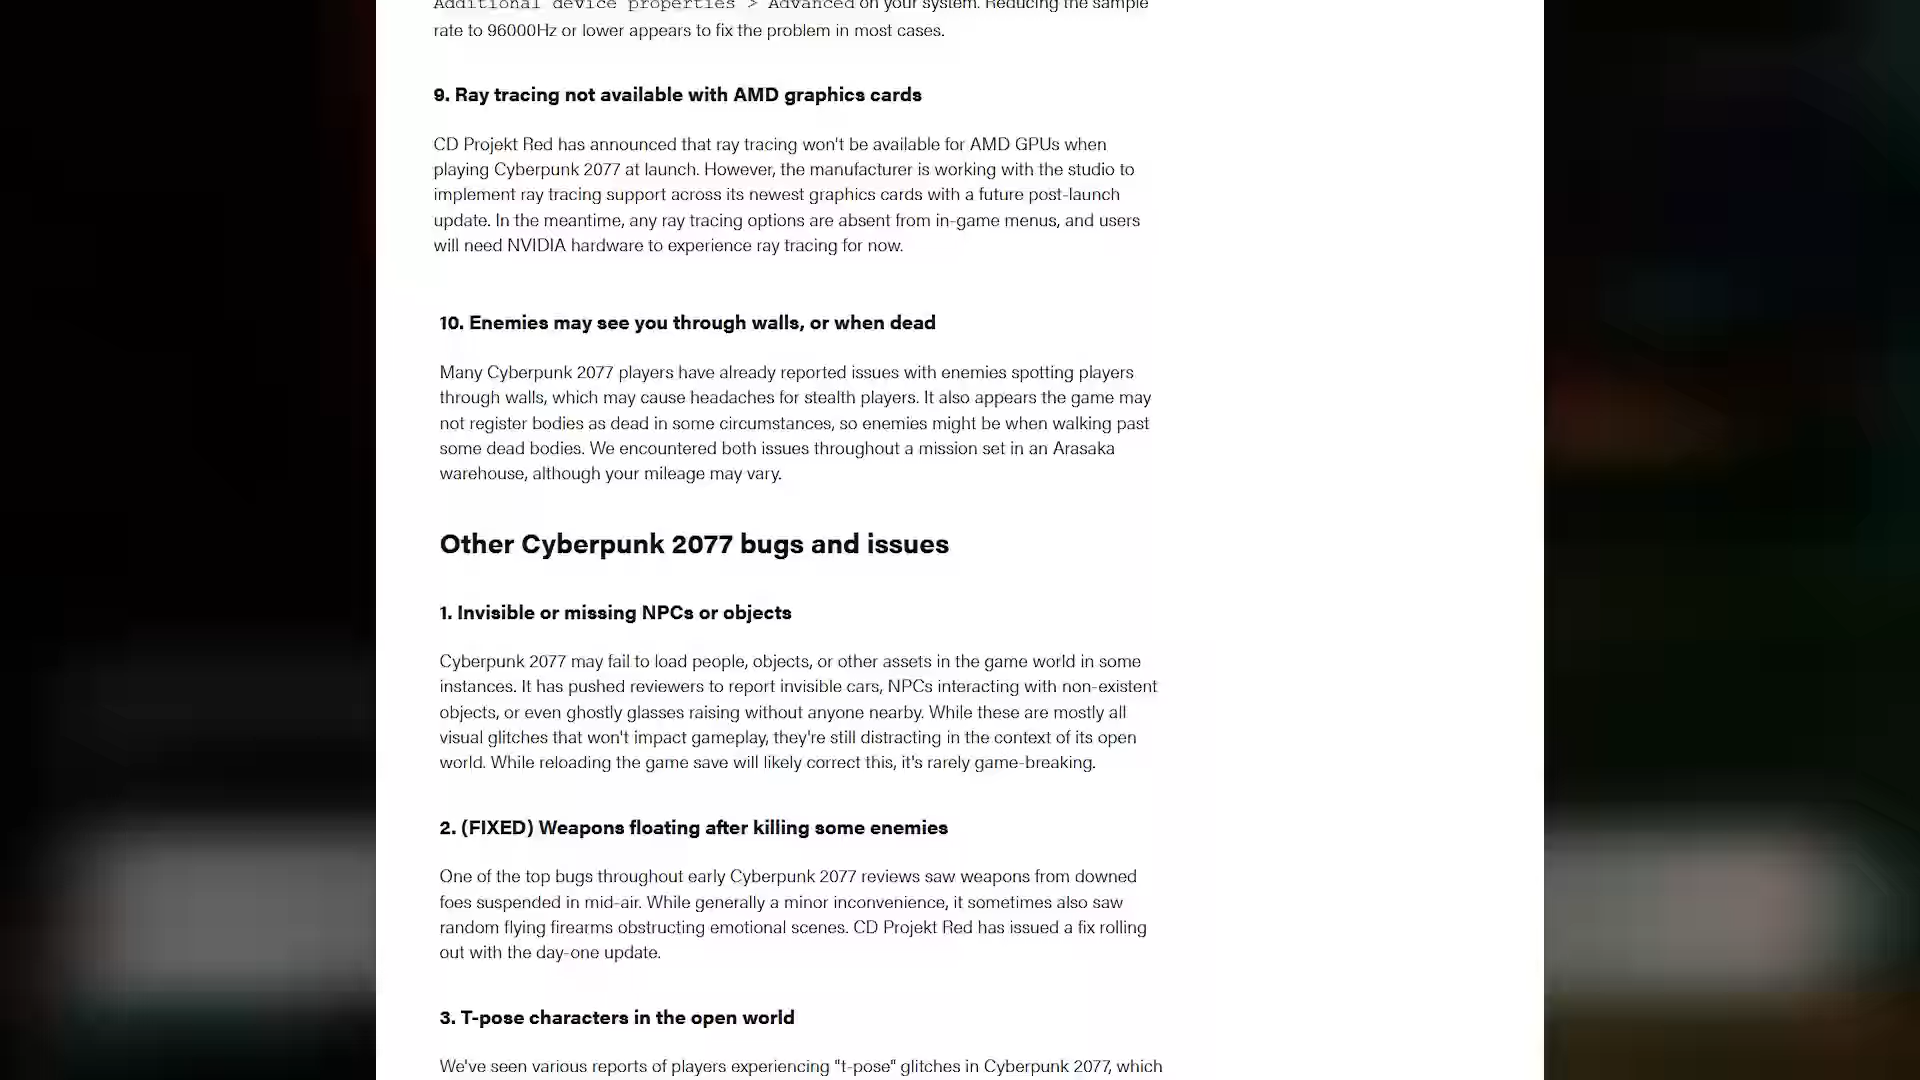 Additional device properties > Advanced on your system. Reducing the sample
rate to 96000Hz or lower appears to fix the problem in most cases.
9. Ray tracing not available with AMD graphics cards
CD Projekt Red has announced that ray tracing won't be available for AMD GPUs when
playing Cyberpunk 2077 at launch. However, the manufacturer is working with the studio to
implement ray tracing support across its newest graphics cards with a future post-launch
update. In the meantime, any ray tracing options are absent from in-game menus, and users
will need NVIDIA hardware to experience ray tracing for now.
10. Enemies may see you through walls, or when dead
Many Cyberpunk 2077 players have already reported issues with enemies spotting players
through walls, which may cause headaches for stealth players. It also appears the game may
not register bodies as dead in some circumstances, so enemies might be when walking past
some dead bodies. We encountered both issues throughout a mission set in an Arasaka
warehouse, although your mileage may vary.
Other Cyberpunk 2077 bugs and issues
1. Invisible or missing NPCs or objects
Cyberpunk 2077 may fail to load people, objects, or other assets in the game world in some
instances. It has pushed reviewers to report invisible cars, NPCs interacting with non-existent
objects, or even ghostly glasses raising without anyone nearby. While these are mostly all
visual glitches that won't impact gameplay, they're still distracting in the context of its open
world. While reloading the game save will likely correct this, it's rarely game-breaking.
2. (FIXED) Weapons floating after killing some enemies
One of the top bugs throughout early Cyberpunk 2077 reviews saw weapons from downed
foes suspended in mid-air. While generally a minor inconvenience, it sometimes also saw
random flying firearms obstructing emotional scenes. CD Projekt Red has issued a fix rolling
out with the day-one update.
3. T-pose characters in the open world
We've seen various reports of players experiencing "t-pose" glitches in Cyberpunk 2077, which